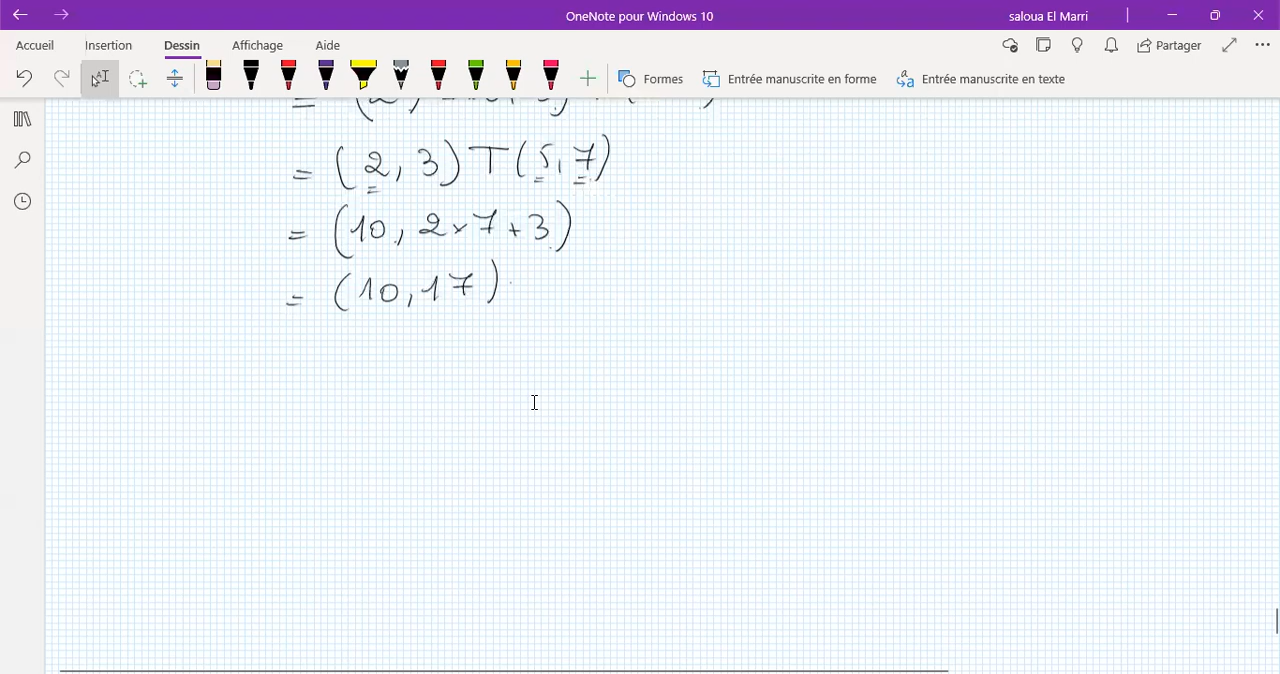 OneNote pour Windows 10
saloua El Marri
Accueil Insertion Dessin Affichage Aide
Partager
Formes Entrée manuscrite en forme Entrée manuscrite en texte
= (2, 3) T (5, 7)
= (10, 2 × 7 + 3)
= (10, 17)